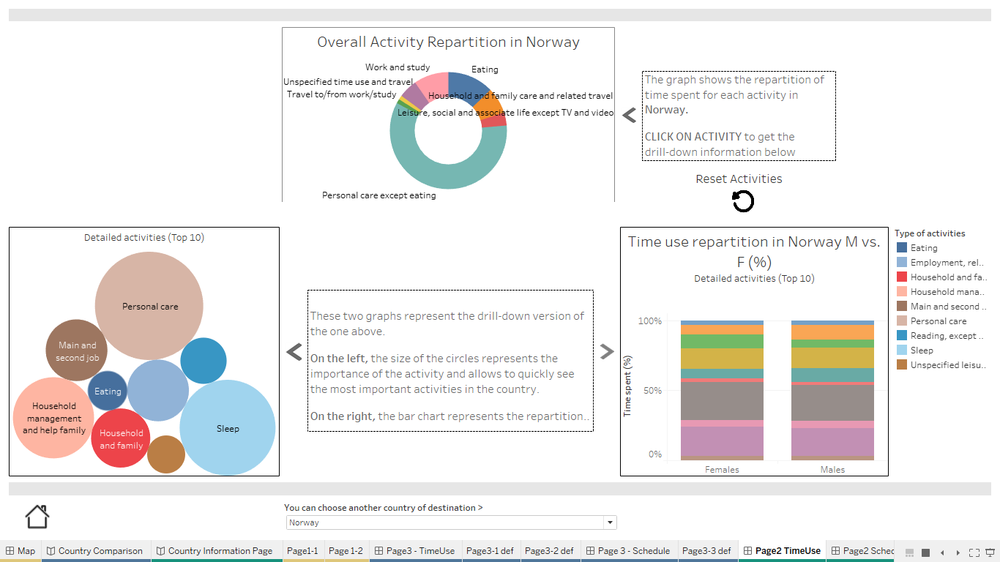 Overall Activity Repartition in Norway
Work and study
Eating
Unspecified time use and travel
Travel to/from work/study
Household and family care and related travel
Leisure, social and associate life except TV and video
Personal care except eating
The graph shows the repartition of
time spent for each activity in
Norway.
CLICK ON ACTIVITY to get the
drill-down information below
Reset Activities
Detailed activities (Top 10)
Personal care
Main and
second job
Eating
Household
management
and help family
Household
and family
Sleep
These two graphs represent the drill-down version of
the one above.
On the left, the size of the circles represents the
importance of the activity and allows to quickly see
the most important activities in the country.
On the right, the bar chart represents the repartition..
Time use repartition in Norway M vs.
F (%)
Detailed activities (Top 10)
Time spent (%)
100%
50%
0%
Females
Males
Type of activities
Eating
Employment, rel..
Household and fa..
Household mana..
Main and second ..
Personal care
Reading, except ..
Sleep
Unspecified leisu..
You can choose another country of destination >
Norway
Map
Country Comparison
Country Information Page
Page1-1
Page 1-2
Page3 - TimeUse
Page3-1 def
Page3-2 def
Page 3 - Schedule
Page3-3 def
Page2 TimeUse
Page2 Sched